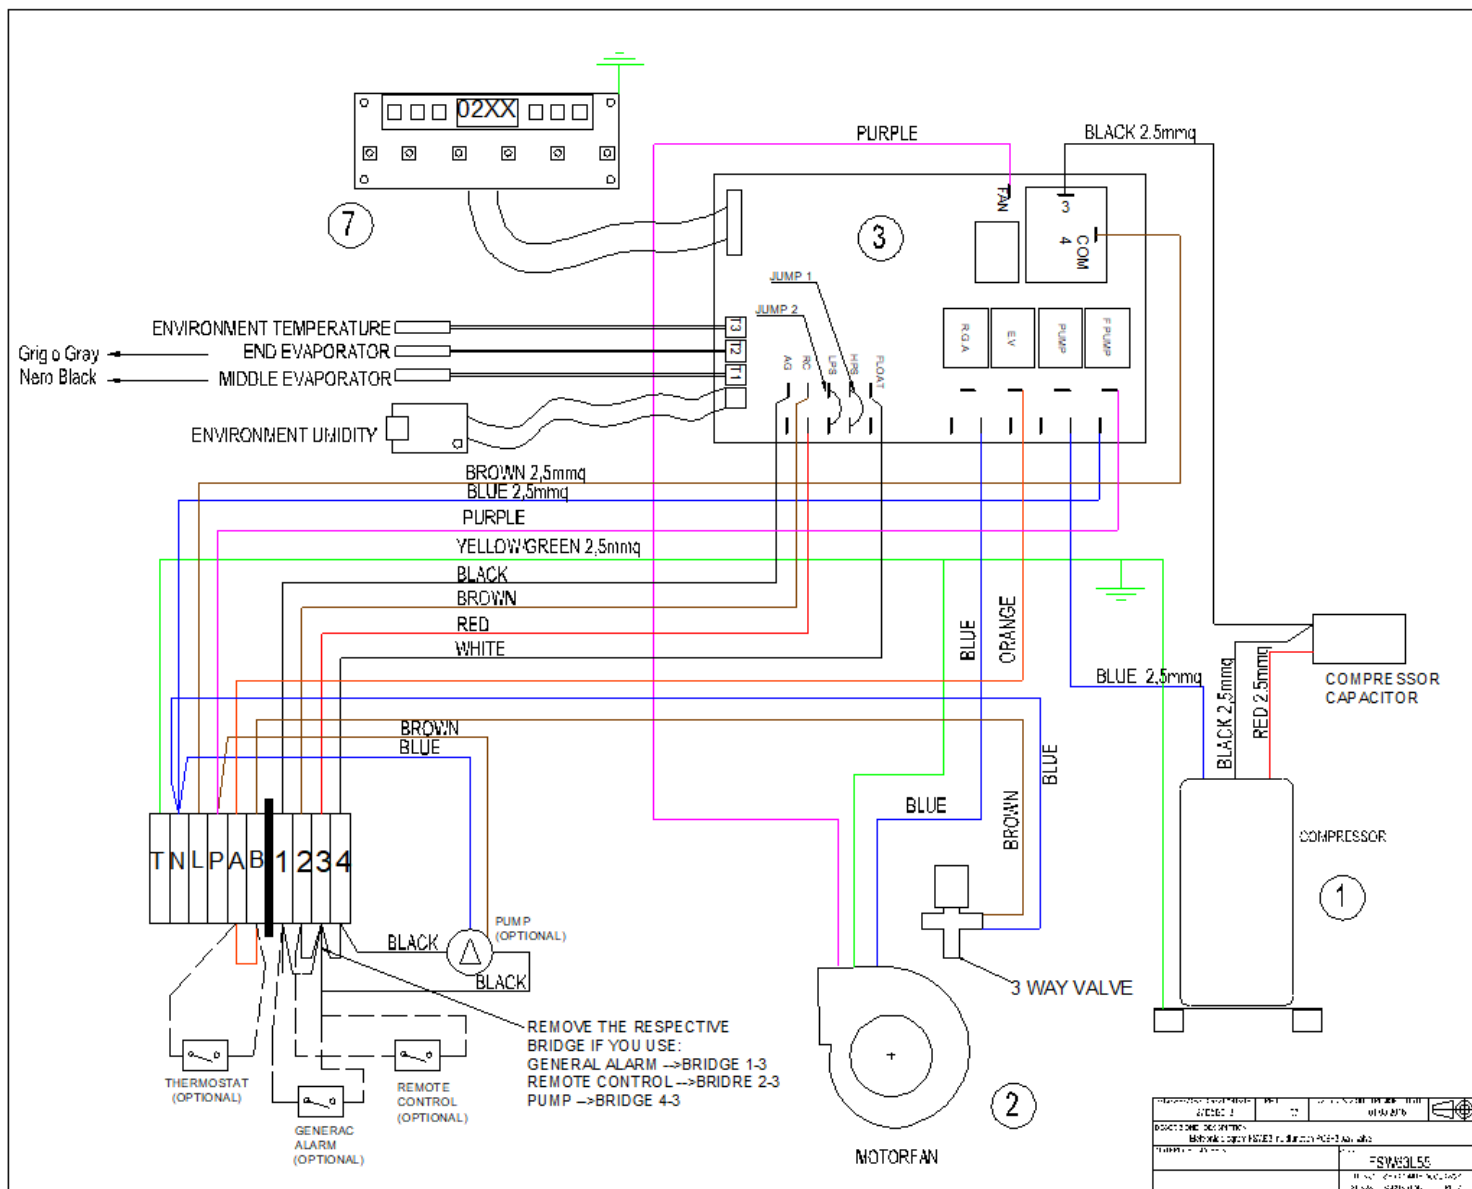 02XX
7
PURPLE
BLACK 2.5mmq
FAN
3
4
COM
3
JUMP 1
JUMP 2
T3
T2
T1
AG
RC
LPS
HPS
FLOAT
R.G.A
E.V
PUMP
F.PUMP
ENVIRONMENT TEMPERATURE
END EVAPORATOR
MIDDLE EVAPORATOR
Grigio Gray
Nero Black
ENVIRONMENT UMIDITY
BROWN 2,5mmq
BLUE 2,5mmq
PURPLE
YELLOW/GREEN 2,5mmq
BLACK
BROWN
RED
WHITE
BLUE
ORANGE
BLUE 2,5mmq
BLACK 2,5mmq
RED 2.5mmq
COMPRESSOR
CAPACITOR
BROWN
BLUE
BLUE
BLUE
BROWN
T N L P A B 1 2 3 4
COMPRESSOR
1
PUMP
(OPTIONAL)
BLACK
BLACK
3 WAY VALVE
REMOVE THE RESPECTIVE
BRIDGE IF YOU USE:
GENERAL ALARM -->BRIDGE 1-3
REMOTE CONTROL -->BRIDRE 2-3
PUMP -->BRIDGE 4-3
THERMOSTAT
(OPTIONAL)
REMOTE
CONTROL
(OPTIONAL)
GENERAC
ALARM
(OPTIONAL)
2
MOTORFAN
FSW63L55